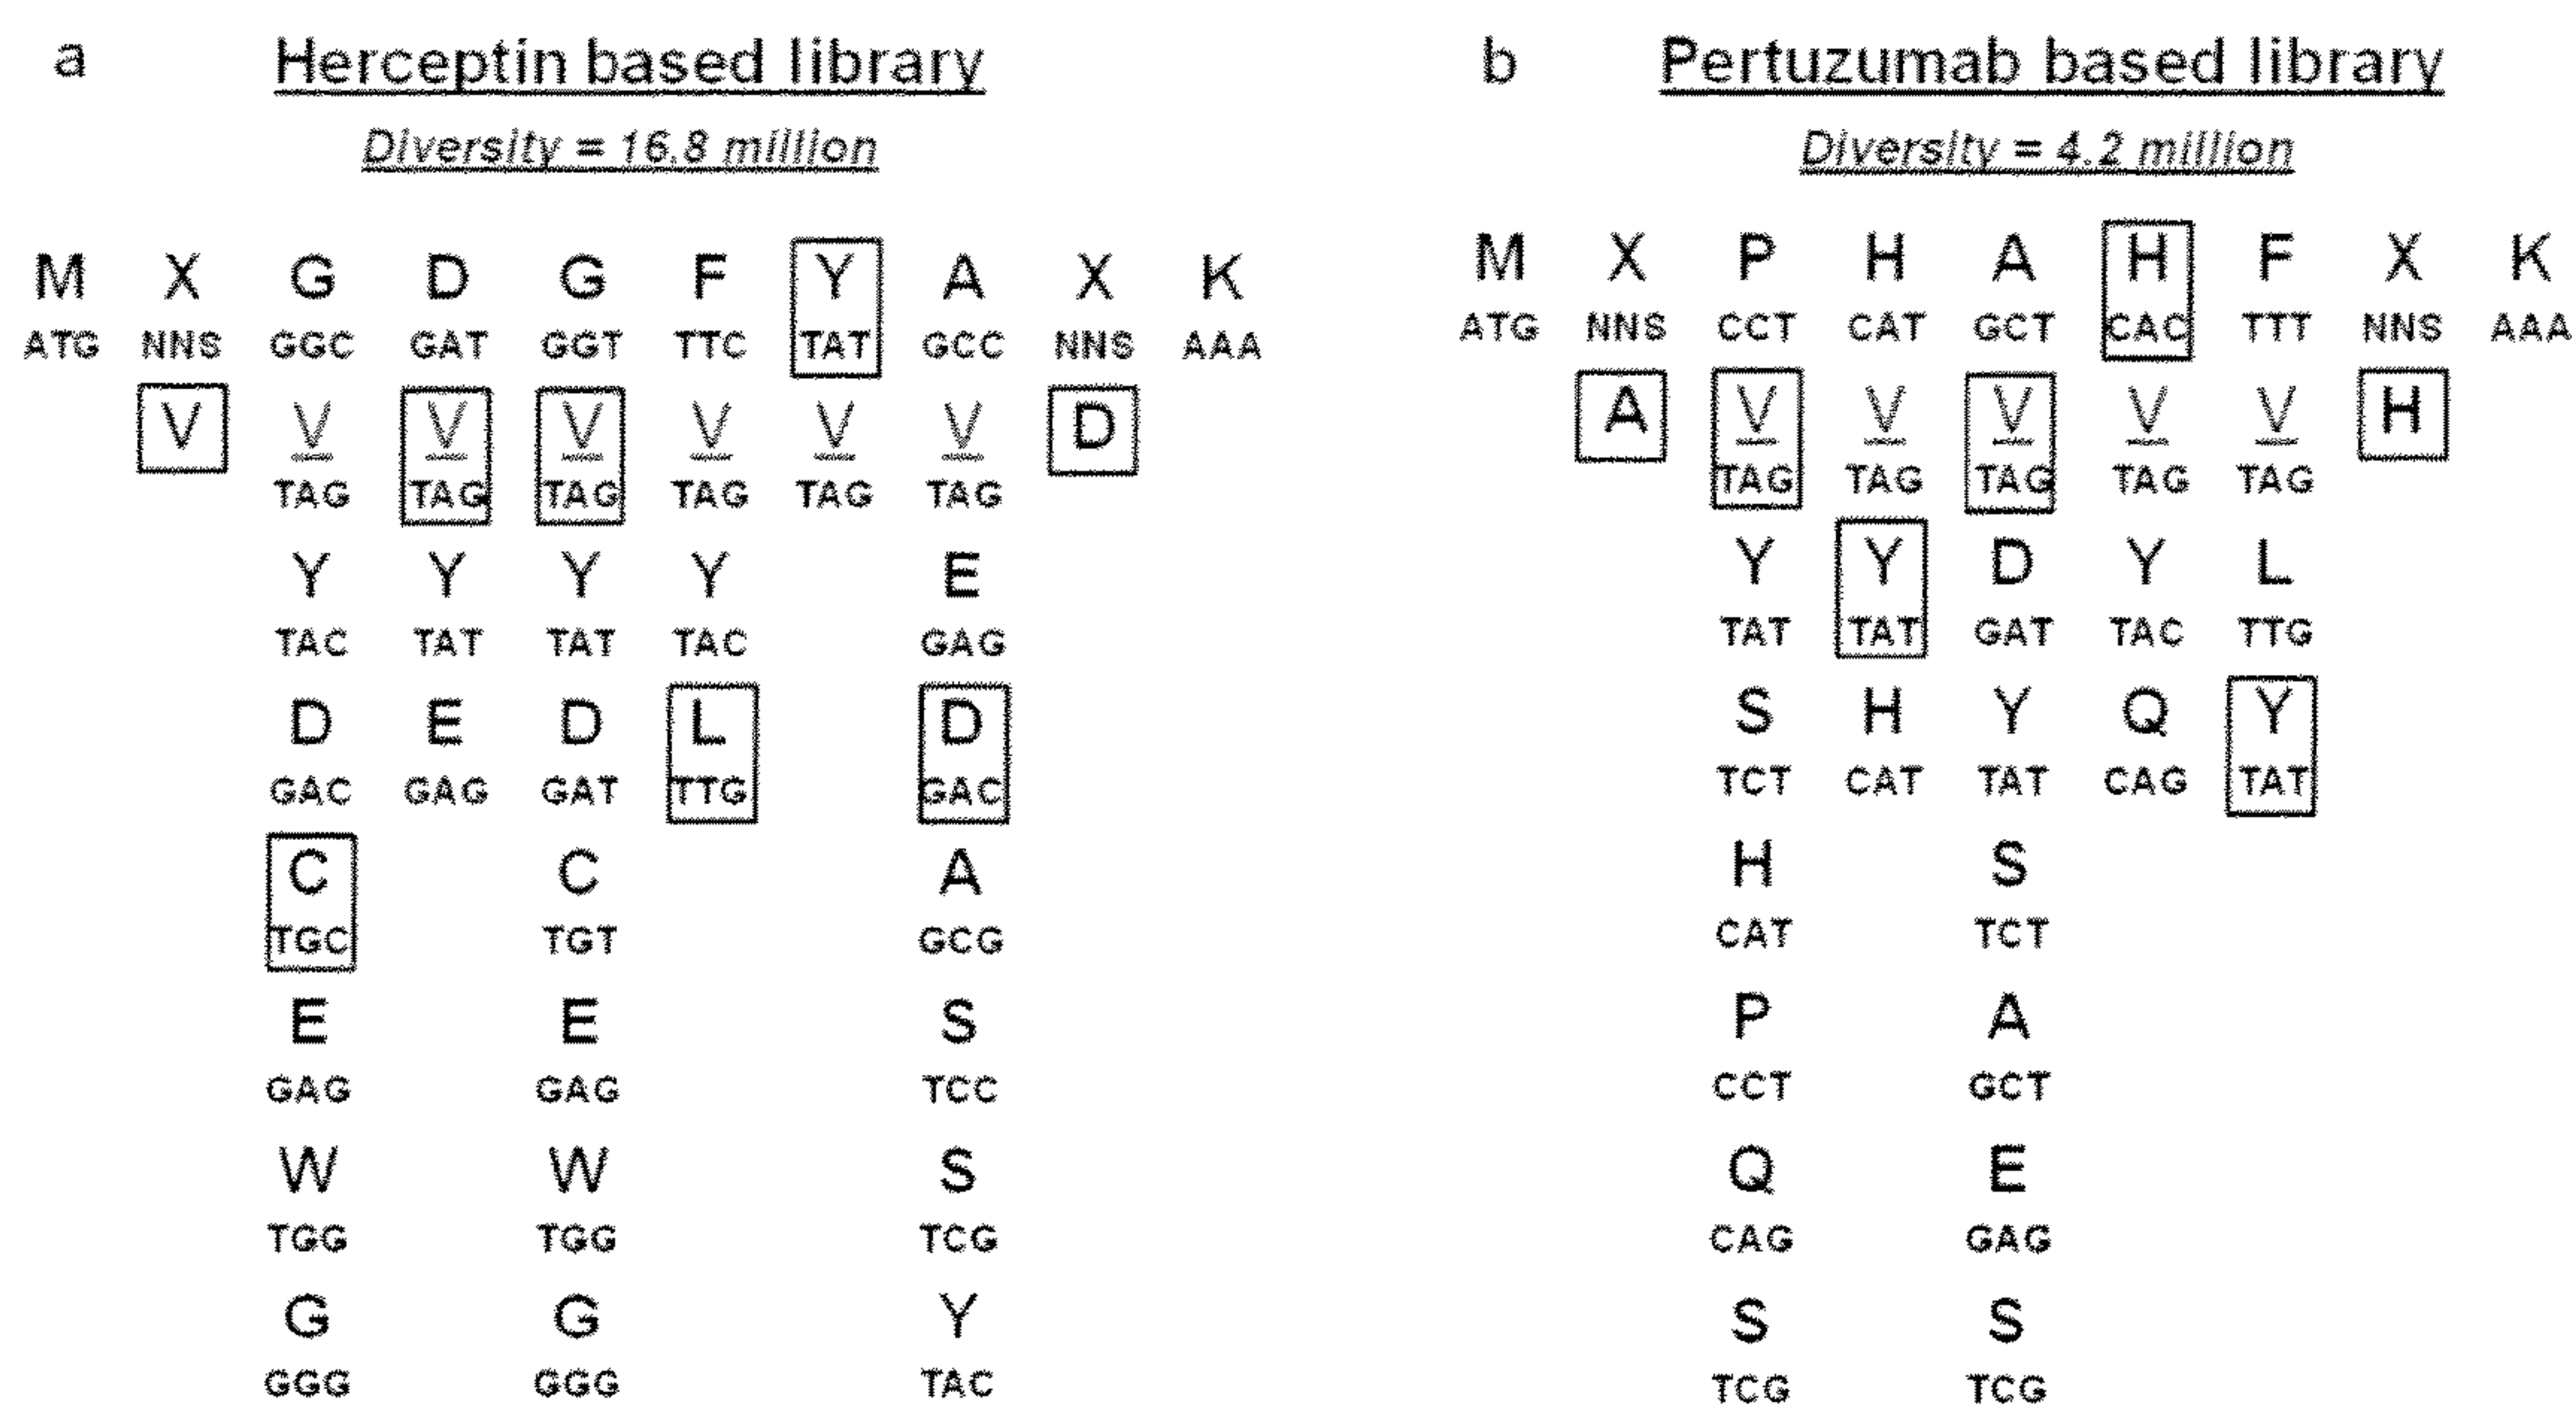 a Herceptin based library b Pertuzumab based library
Diversity = 16.8 million Diversity = 4.2 million
M X G D G F Y A X K M X P H A H F X K
ATG NNS GGC GAT GGT TTC TAT GCC NNS AAA ATG NNS CCT CAT GCT CAC TTT NNS AAA
V V V V V V V D A V V V V V H
TAG TAG TAG TAG TAG TAG TAG TAG TAG TAG TAG
Y Y Y Y E Y Y D Y L
TAC TAT TAT TAC GAG TAT TAT GAT TAC TTG
D E D L D S H Y Q Y
GAC GAG GAT TTG GAC TCT CAT TAT CAG TAT
C C A H S
TGC TGT GCG CAT TCT
E E S P A
GAG GAG TCC CCT GCT
W W S Q E
TGG TGG TCG CAG GAG
G G Y S S
GGG GGG TAC TCG TCG